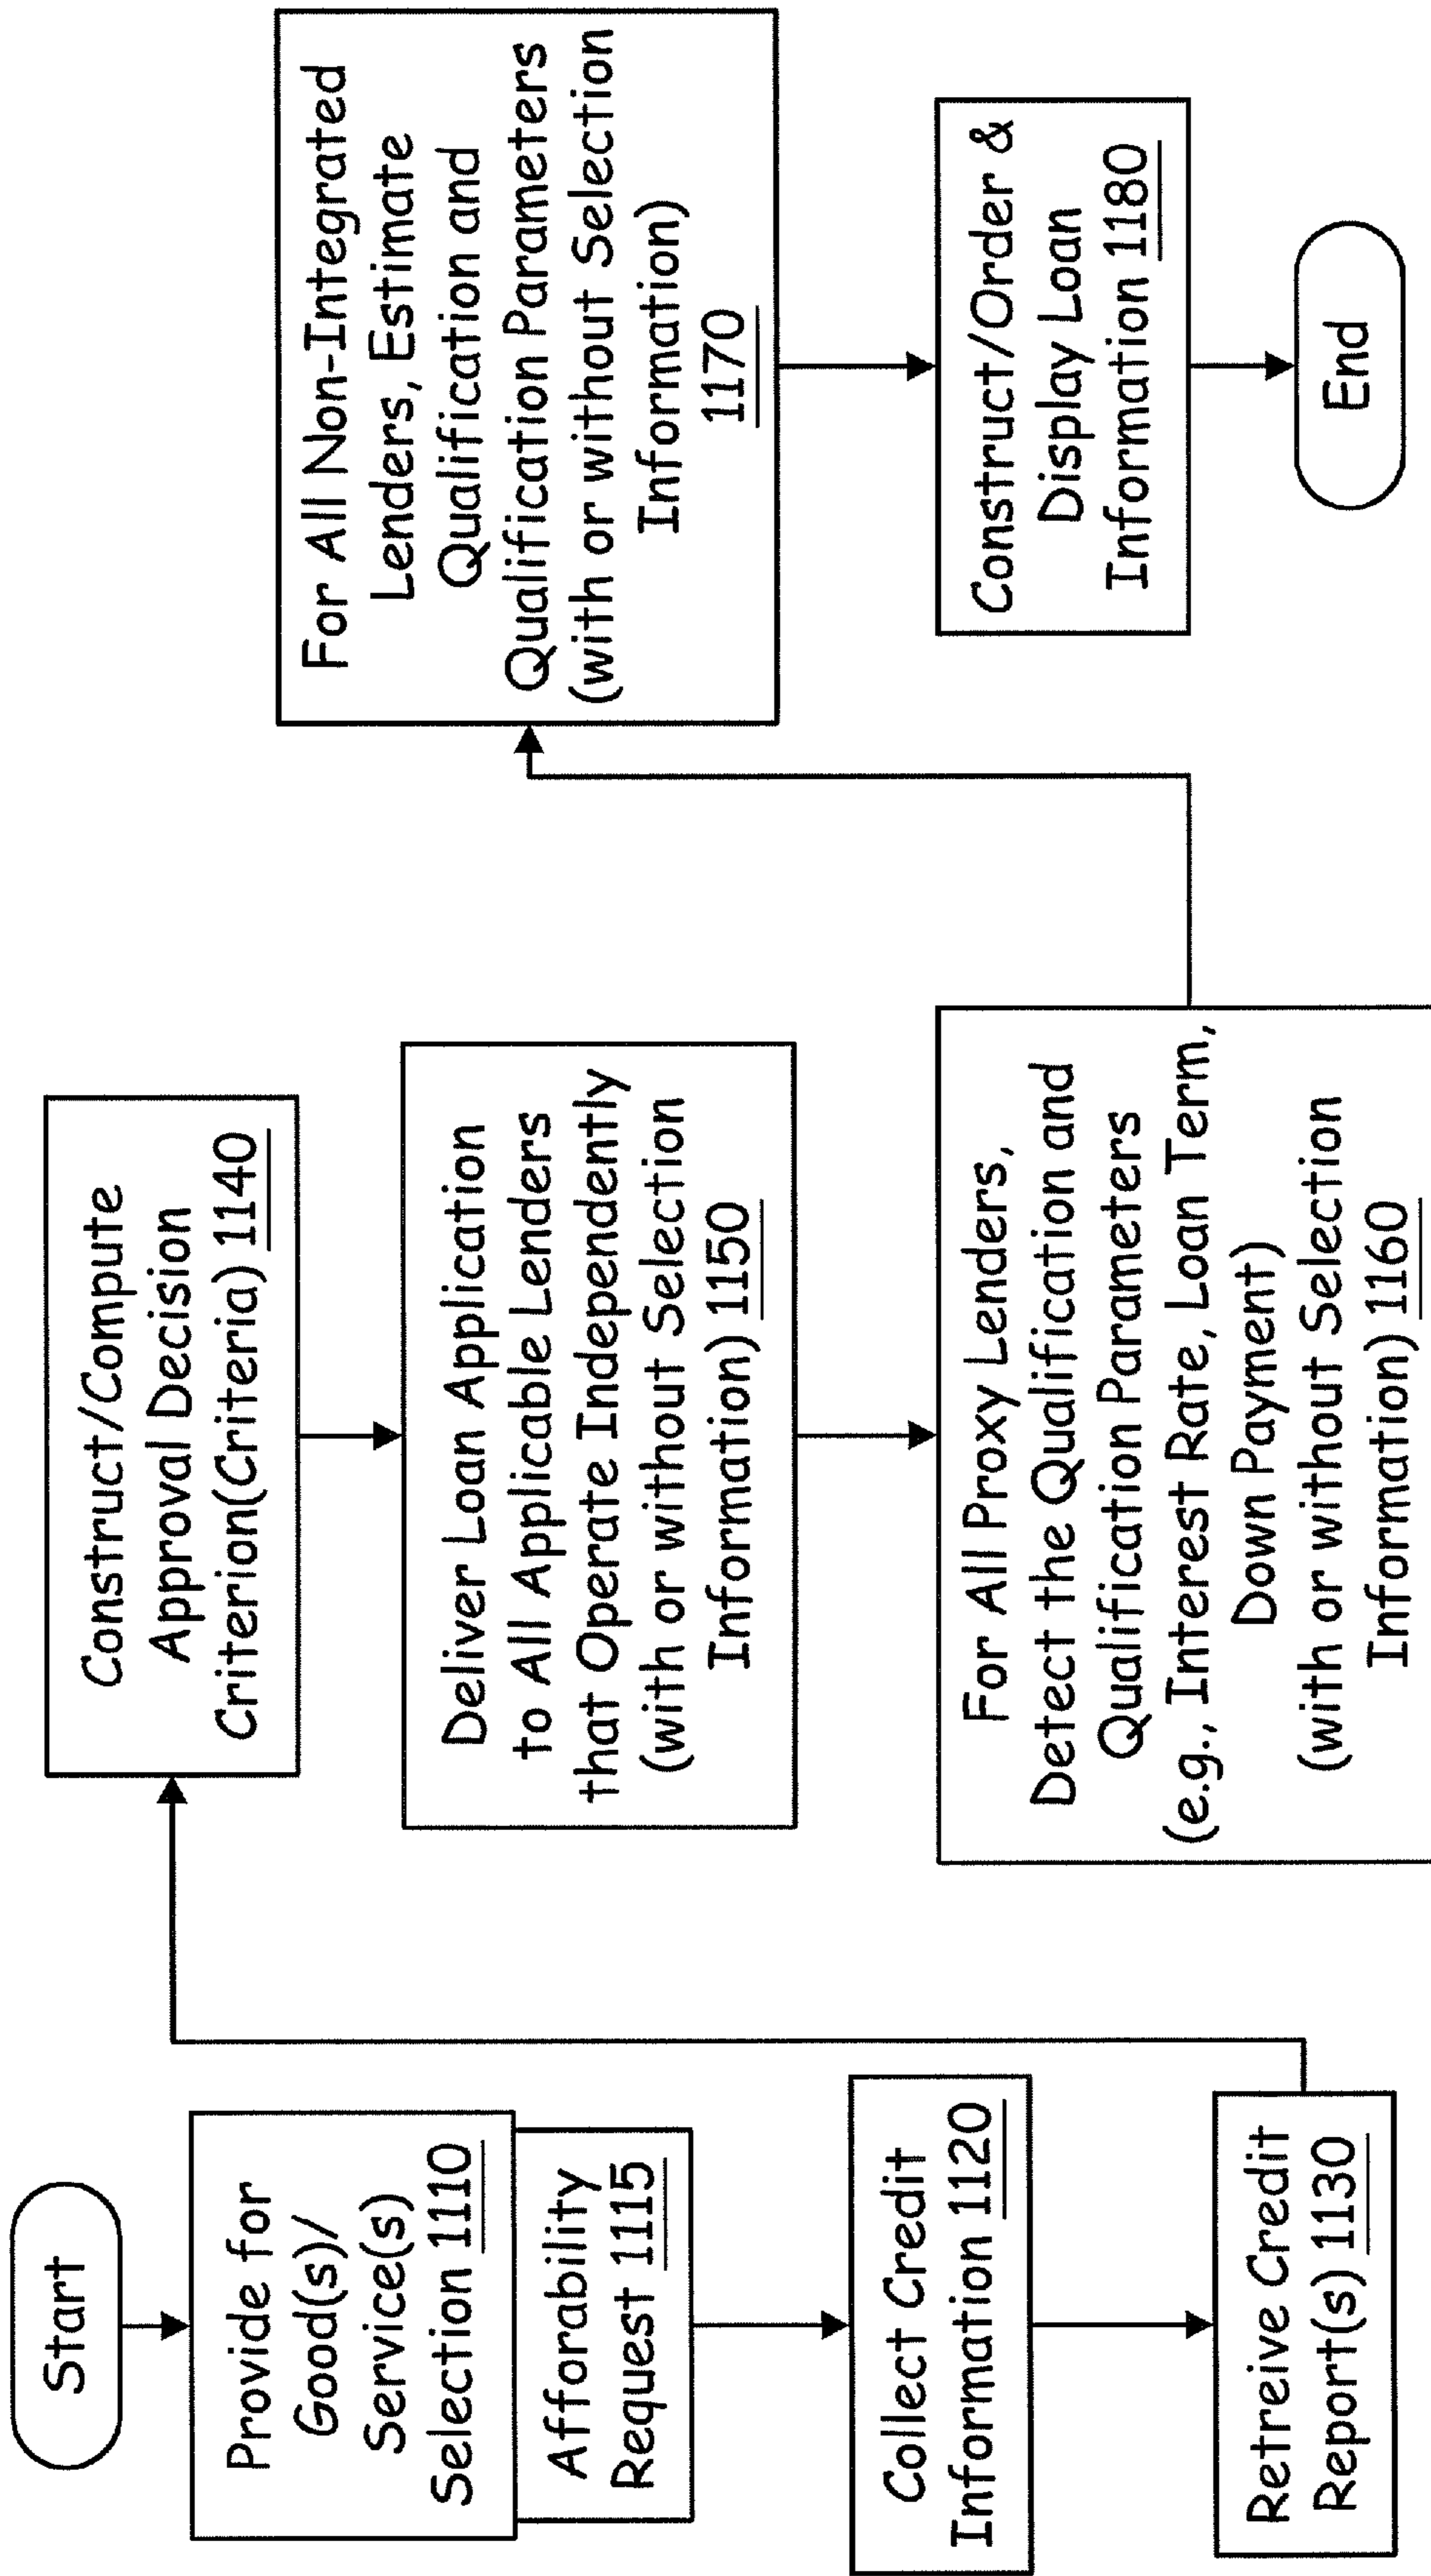 Start
Provide for
Good(s)/
Service(s)
Selection 1110
Afforability
Request 1115
Collect Credit
Information 1120
Retreive Credit
Report(s) 1130
Construct/Compute
Approval Decision
Criterion(Criteria) 1140
Deliver Loan Application
to All Applicable Lenders
that Operate Independently
(with or without Selection
Information) 1150
For All Proxy Lenders,
Detect the Qualification and
Qualification Parameters
(e.g., Interest Rate, Loan Term,
Down Payment)
(with or without Selection
Information) 1160
For All Non-Integrated
Lenders, Estimate
Qualification and
Qualification Parameters
(with or without Selection
Information)
1170
Construct/Order &
Display Loan
Information 1180
End